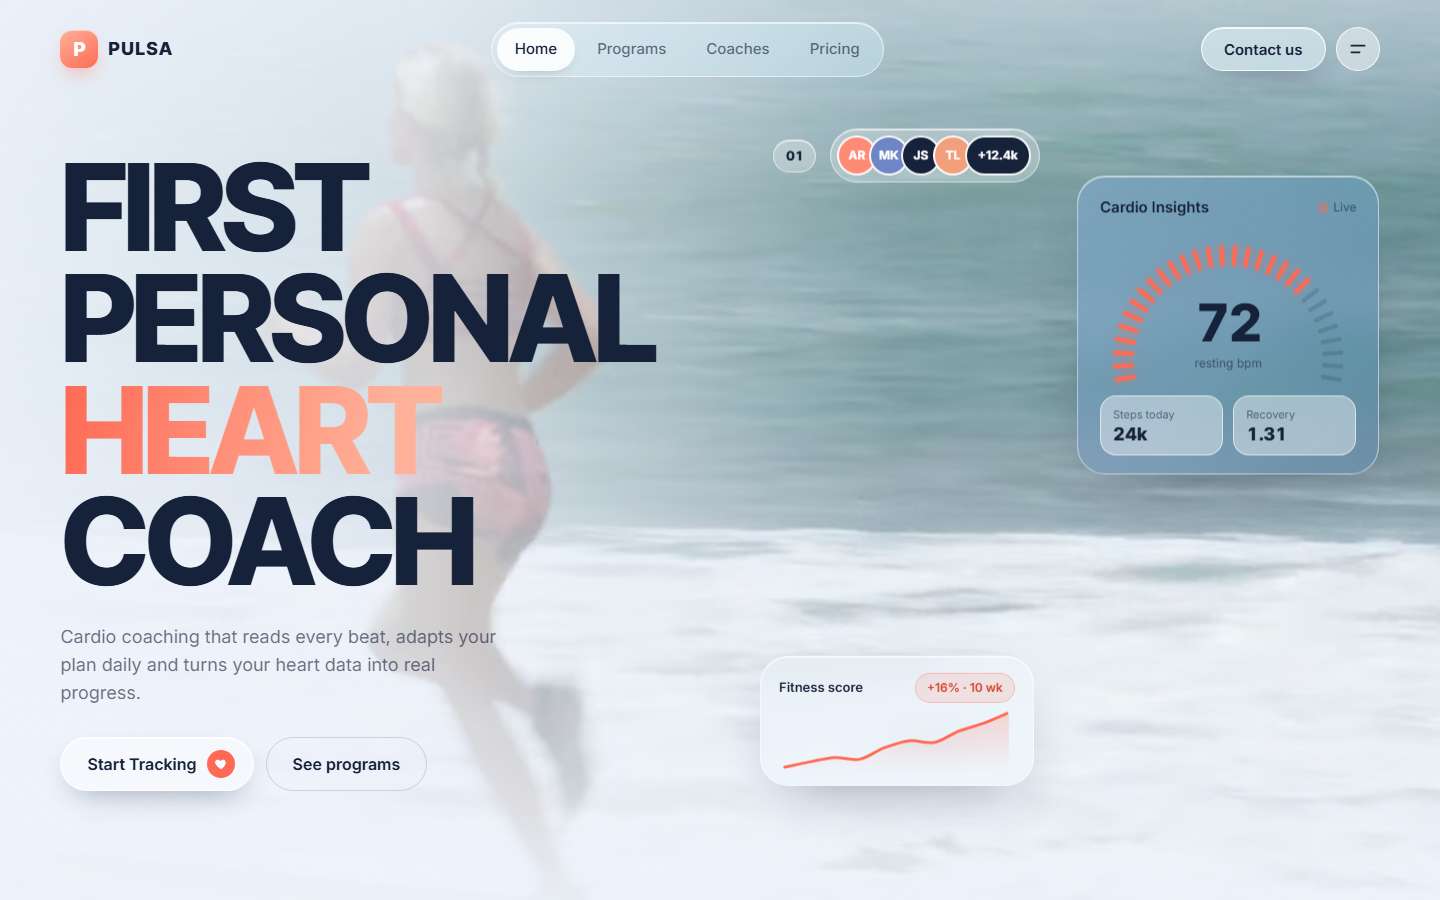 P PULSA
Home Programs Coaches Pricing
Contact us
01 AR MK JS TL +12.4k
FIRST
PERSONAL
HEART
COACH
Cardio coaching that reads every beat, adapts your
plan daily and turns your heart data into real
progress.
Start Tracking
See programs
Cardio Insights
Live
72
resting bpm
Steps today
24k
Recovery
1.31
Fitness score
+16% · 10 wk